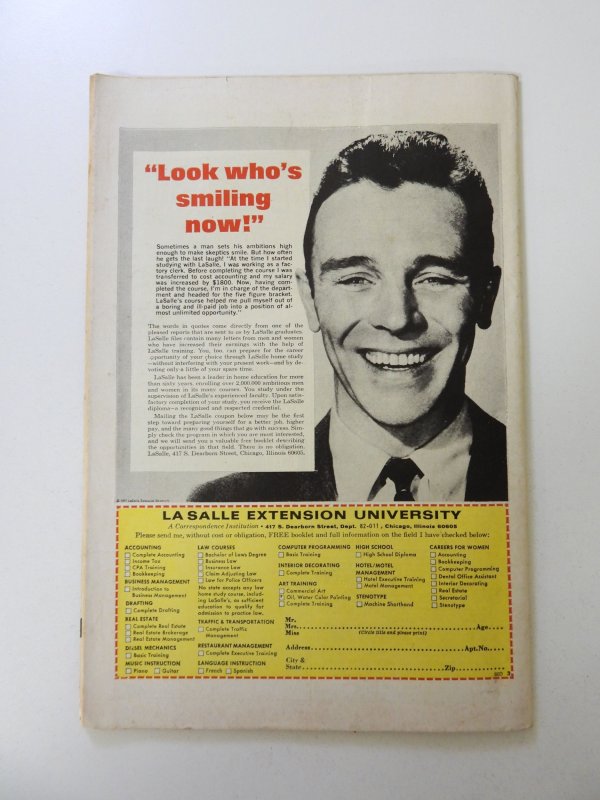 “Look who’s
smiling
now!”
Sometimes a man sets his ambitions high
enough to make skeptics smile. But how often
he gets the last laugh! “At the time I started
studying with LaSalle, I was working as a fac-
tory clerk. Before completing the course I was
transferred to cost accounting and my salary
was increased by $1800. Now, having com-
pleted the course, I’m in charge of the depart-
ment and headed for the five figure bracket.
LaSalle’s course helped me pull myself out of
a boring and ill-paid job into a position of al-
most unlimited opportunity.”
The words in quotes come directly from one of the
pleased reports that are sent to us by LaSalle graduates.
LaSalle files contain many letters from men and women
who have increased their earnings with the help of
LaSalle training. You, too, can prepare for the career
opportunity of your choice through LaSalle home study
—without interfering with your present work—and by de-
voting only a little of your spare time.
LaSalle has been a leader in home education for more
than sixty years, enrolling over 2,000,000 ambitious men
and women in its many courses. You study under the
supervision of LaSalle’s experienced faculty. Upon satis-
factory completion of your study, you receive the LaSalle
diploma—a recognized and respected credential.
Mailing the LaSalle coupon below may be the first
step toward preparing yourself for a better job, higher
pay, and the many good things that go with success. Sim-
ply check the program in which you are most interested,
and we will send you a valuable free booklet describing
the opportunities in that field. There is no obligation.
LaSalle, 417 S. Dearborn Street, Chicago, Illinois 60605.
LaSalle Extension University
LA SALLE EXTENSION UNIVERSITY
A Correspondence Institution • 417 S. Dearborn Street, Dept. 82-011, Chicago, Illinois 60605
Please send me, without cost or obligation, FREE booklet and full information on the field I have checked below:
ACCOUNTING
Complete Accounting
Income Tax
CPA Training
Bookkeeping
BUSINESS MANAGEMENT
Introduction to
Business Management
DRAFTING
Complete Drafting
REAL ESTATE
Complete Real Estate
Real Estate Brokerage
Real Estate Management
DIESEL MECHANICS
Basic Training
MUSIC INSTRUCTION
Piano Guitar
LAW COURSES
Bachelor of Laws Degree
Business Law
Insurance Law
Claim Adjusting Law
Law for Police Officers
No state accepts any law
home study course, includ-
ing LaSalle’s, as sufficient
education to qualify for
admission to practice law.
TRAFFIC & TRANSPORTATION
Complete Traffic
Management
RESTAURANT MANAGEMENT
Complete Executive Training
LANGUAGE INSTRUCTION
French Spanish
COMPUTER PROGRAMMING
Basic Training
INTERIOR DECORATING
Complete Training
ART TRAINING
Commercial Art
Oil, Water Color Painting
Complete Training
HIGH SCHOOL
High School Diploma
HOTEL/MOTEL
MANAGEMENT
Hotel Executive Training
Motel Management
STENOTYPE
Machine Shorthand
CAREERS FOR WOMEN
Accounting
Bookkeeping
Computer Programming
Dental Office Assistant
Interior Decorating
Real Estate
Secretarial
Stenotype
Mr.
Mrs. Age
Miss (Circle title and please print)
Address Apt.No.
City &
State Zip